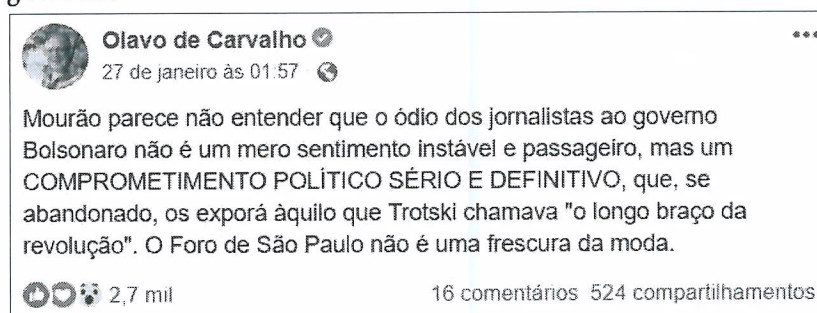 Olavo de Carvalho
27 de janeiro às 01:57
Mourão parece não entender que o ódio dos jornalistas ao governo
Bolsonaro não é um mero sentimento instável e passageiro, mas um
COMPROMETIMENTO POLÍTICO SÉRIO E DEFINITIVO, que, se
abandonado, os exporá àquilo que Trotski chamava "o longo braço da
revolução". O Foro de São Paulo não é uma frescura da moda.
2,7 mil 16 comentários 524 compartilhamentos